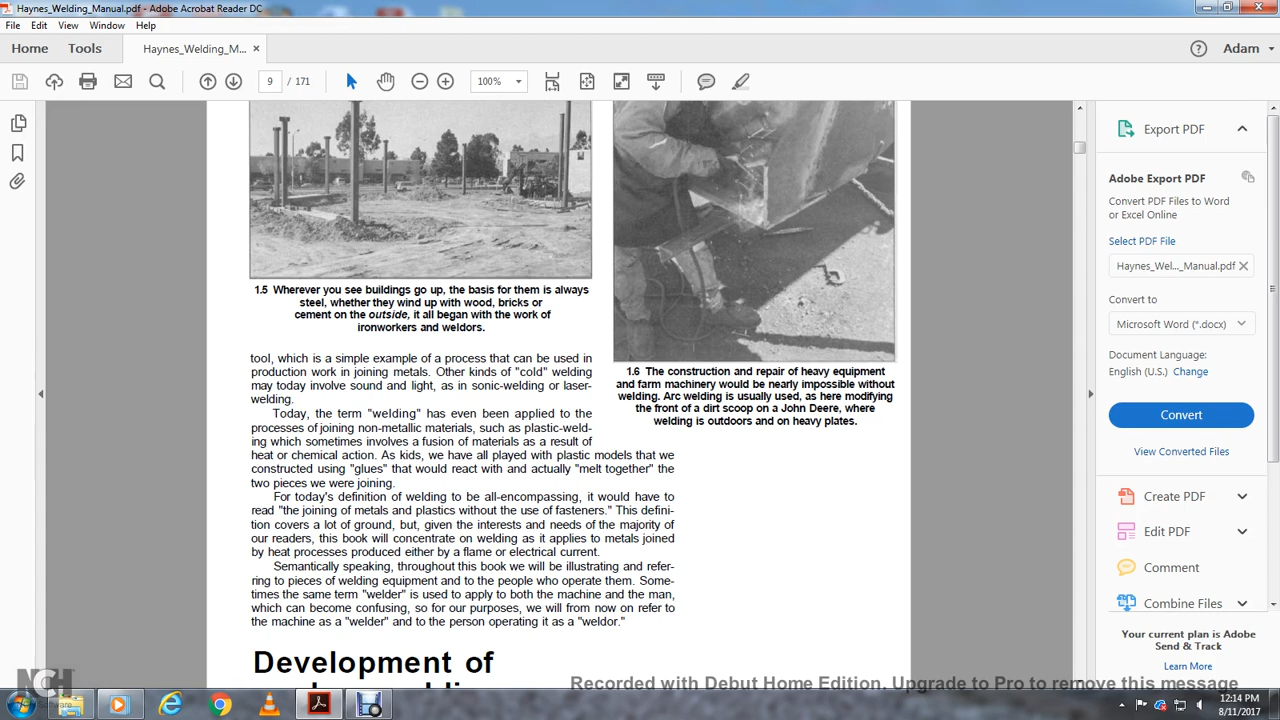 Haynes_Welding_Manual.pdf - Adobe Acrobat Reader DC
File Edit View Window Help
Home Tools Haynes_Welding_M... × Adam
9 / 171 100%
1.5 Wherever you see buildings go up, the basis for them is always
steel, whether they wind up with wood, bricks or
cement on the outside, it all began with the work of
ironworkers and weldors.
tool, which is a simple example of a process that can be used in
production work in joining metals. Other kinds of "cold" welding
may today involve sound and light, as in sonic-welding or laser-
welding.
Today, the term "welding" has even been applied to the
processes of joining non-metallic materials, such as plastic-weld-
ing which sometimes involves a fusion of materials as a result of
heat or chemical action. As kids, we have all played with plastic models that we
constructed using "glues" that would react with and actually "melt together" the
two pieces we were joining.
For today's definition of welding to be all-encompassing, it would have to
read "the joining of metals and plastics without the use of fasteners." This defini-
tion covers a lot of ground, but, given the interests and needs of the majority of
our readers, this book will concentrate on welding as it applies to metals joined
by heat processes produced either by a flame or electrical current.
Semantically speaking, throughout this book we will be illustrating and refer-
ring to pieces of welding equipment and to the people who operate them. Some-
times the same term "welder" is used to apply to both the machine and the man,
which can become confusing, so for our purposes, we will from now on refer to
the machine as a "welder" and to the person operating it as a "weldor."
Development of
1.6 The construction and repair of heavy equipment
and farm machinery would be nearly impossible without
welding. Arc welding is usually used, as here modifying
the front of a dirt scoop on a John Deere, where
welding is outdoors and on heavy plates.
Export PDF
Adobe Export PDF
Convert PDF Files to Word
or Excel Online
Select PDF File
Haynes_Wel..._Manual.pdf ×
Convert to
Microsoft Word (*.docx)
Document Language:
English (U.S.) Change
Convert
View Converted Files
Create PDF
Edit PDF
Comment
Combine Files
Your current plan is Adobe
Send & Track
Learn More
NCH Software
Recorded with Debut Home Edition. Upgrade to Pro to remove this message
12:14 PM
8/11/2017